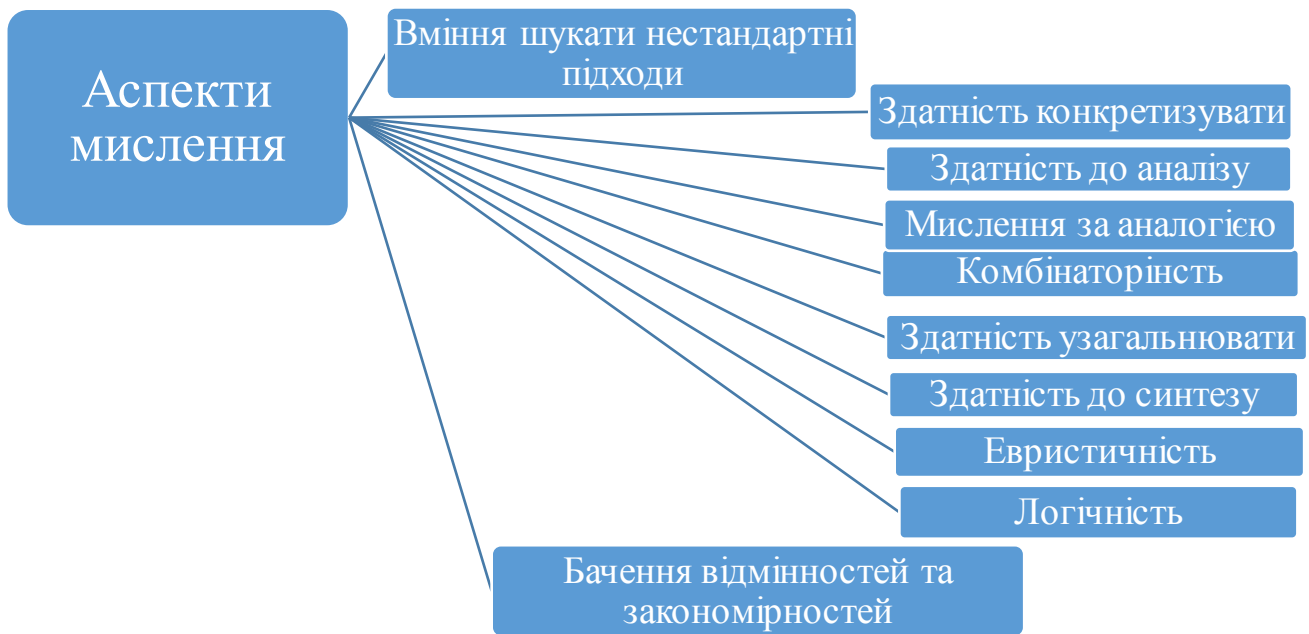 Аспекти
мислення
Вміння шукати нестандартні
підходи
Здатність конкретизувати
Здатність до аналізу
Мислення за аналогією
Комбінаторінсть
Здатність узагальнювати
Здатність до синтезу
Евристичність
Логічність
Бачення відмінностей та
закономірностей